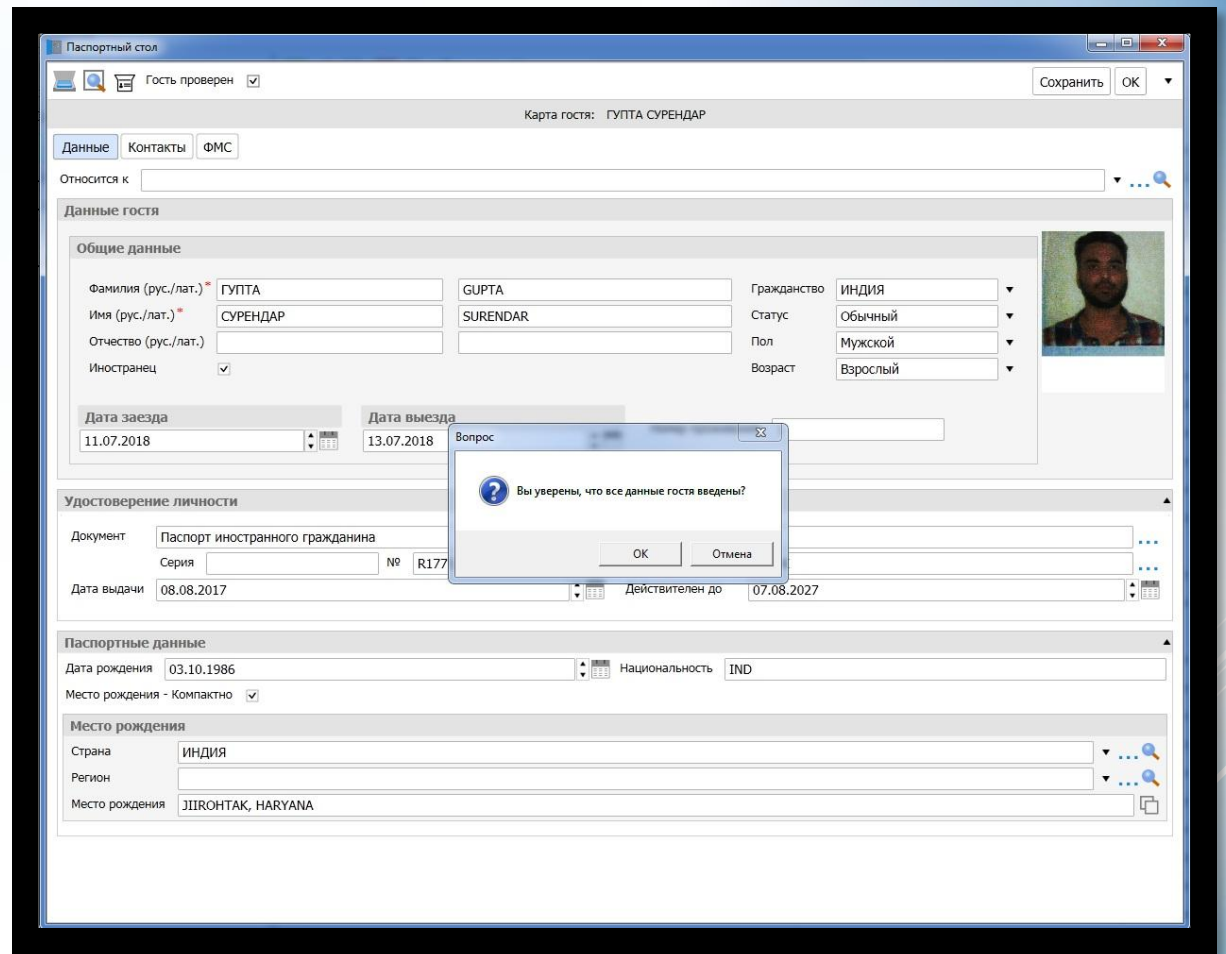 Паспортный стол
Гость проверен
Сохранить OK
Карта гостя: ГУПТА СУРЕНДАР
Данные Контакты ФМС
Относится к
Данные гостя
Общие данные
Фамилия (рус./лат.)* ГУПТА GUPTA Гражданство ИНДИЯ
Имя (рус./лат.)* СУРЕНДАР SURENDAR Статус Обычный
Отчество (рус./лат.) Пол Мужской
Иностранец Возраст Взрослый
Дата заезда Дата выезда
11.07.2018 13.07.2018
Вопрос
Вы уверены, что все данные гостя введены?
OK Отмена
Удостоверение личности
Документ Паспорт иностранного гражданина
Серия № R177
Дата выдачи 08.08.2017 Действителен до 07.08.2027
Паспортные данные
Дата рождения 03.10.1986 Национальность IND
Место рождения - Компактно
Место рождения
Страна ИНДИЯ
Регион
Место рождения JIIROHTAK, HARYANA